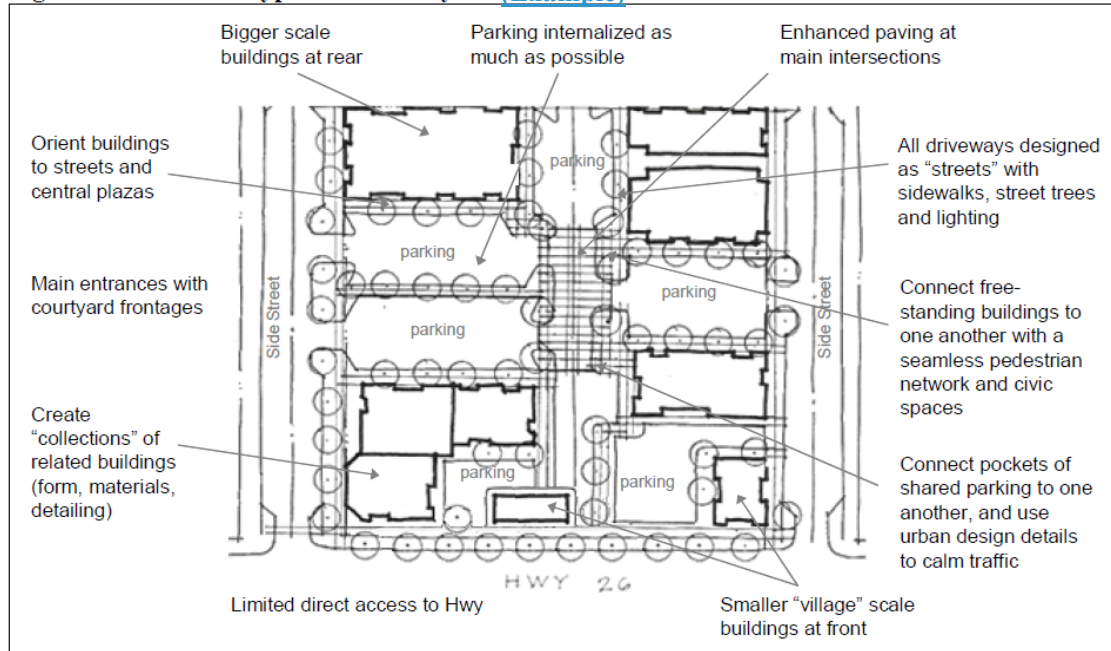 (Example)
Bigger scale
buildings at rear
Parking internalized as
much as possible
Enhanced paving at
main intersections
Orient buildings
to streets and
central plazas
parking
All driveways designed
as “streets” with
sidewalks, street trees
and lighting
parking
Main entrances with
courtyard frontages
parking
Side Street
parking
Side Street
Connect free-
standing buildings to
one another with a
seamless pedestrian
network and civic
spaces
Create
“collections” of
related buildings
(form, materials,
detailing)
parking
parking
Connect pockets of
shared parking to one
another, and use
urban design details
to calm traffic
HWY 26
Limited direct access to Hwy
Smaller “village” scale
buildings at front